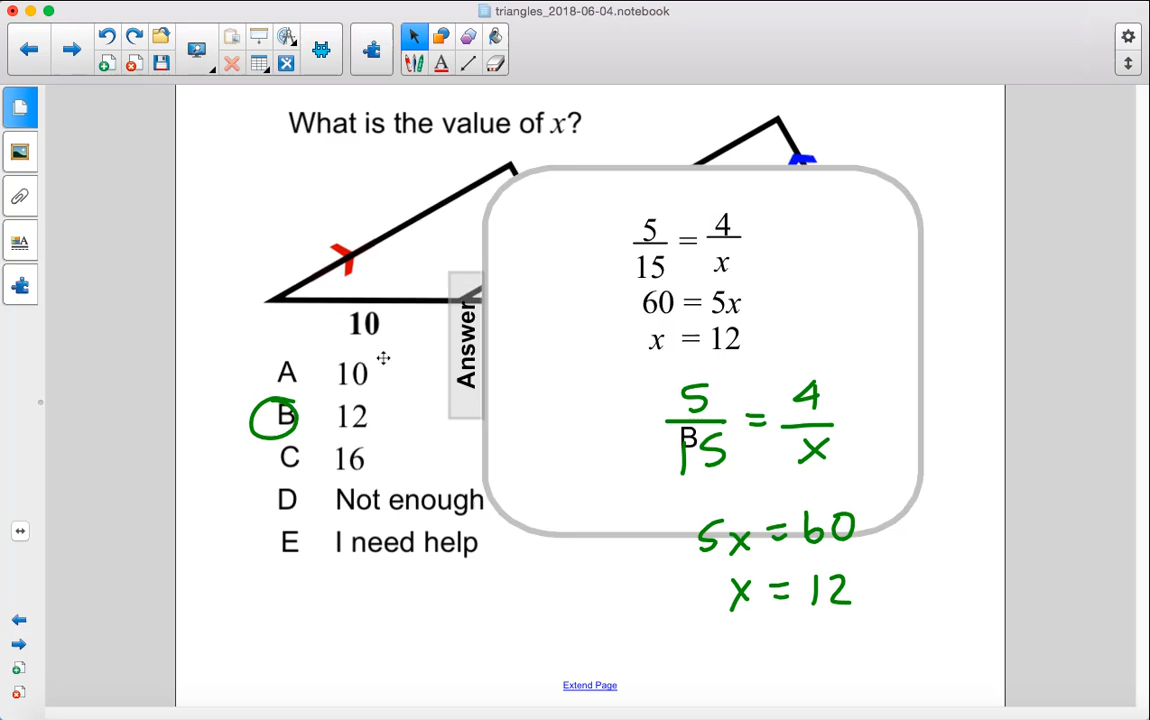 triangles_2018-06-04.notebook
What is the value of x?
10
A 10
B 12
C 16
D Not enough
E I need help
Answer
5/15 = 4/x
60 = 5x
x = 12
B
5/15 = 4/x
5x = 60
x = 12
Extend Page